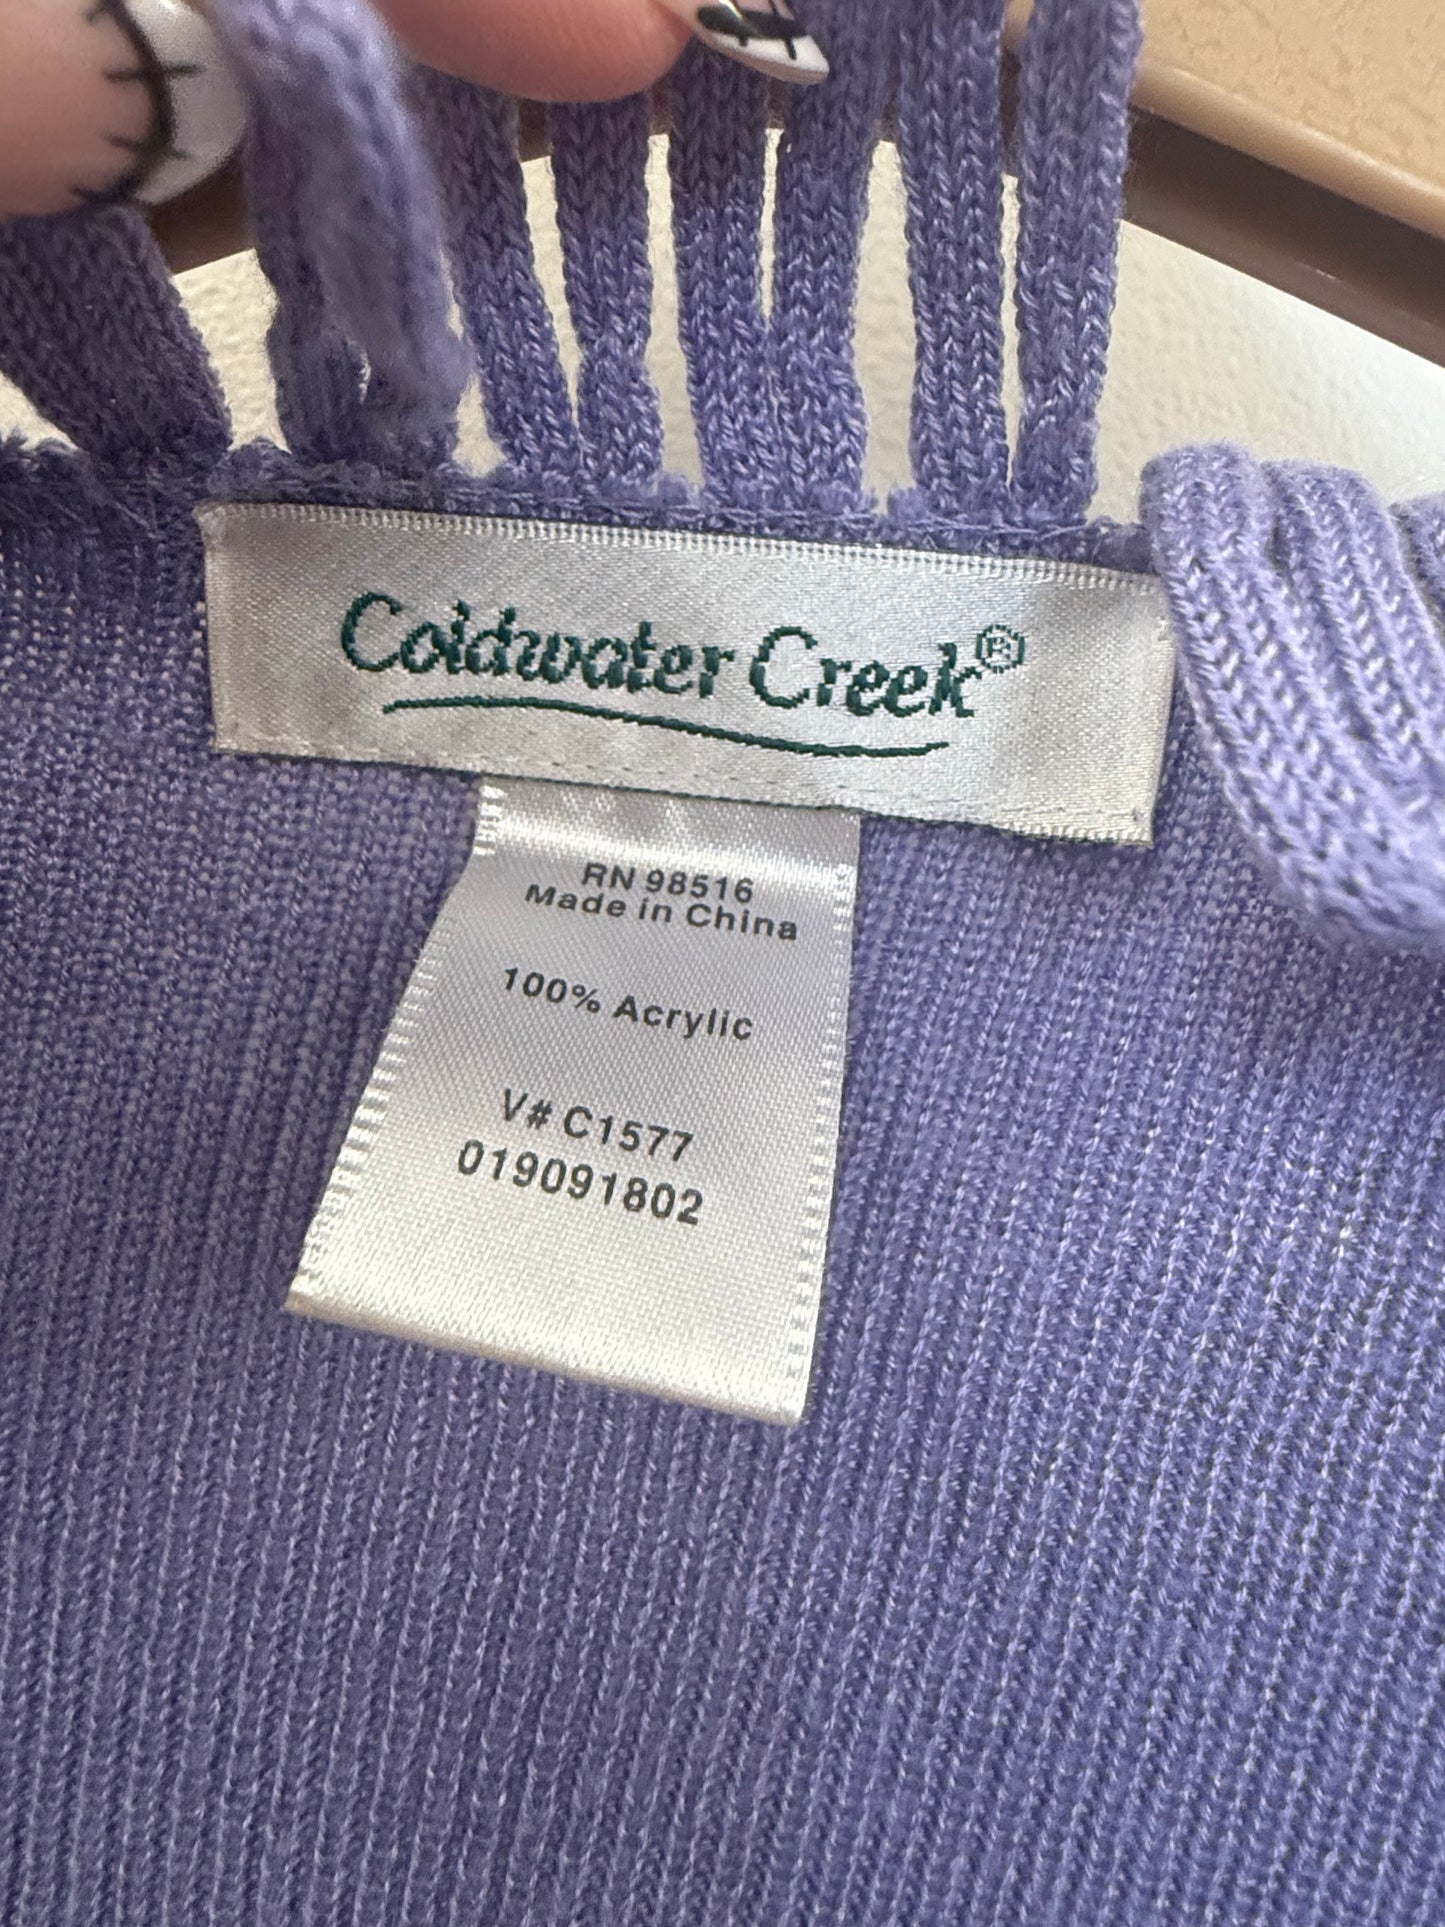 Coldwater Creek®
RN 98516
Made in China
100% Acrylic
V# C1577
019091802